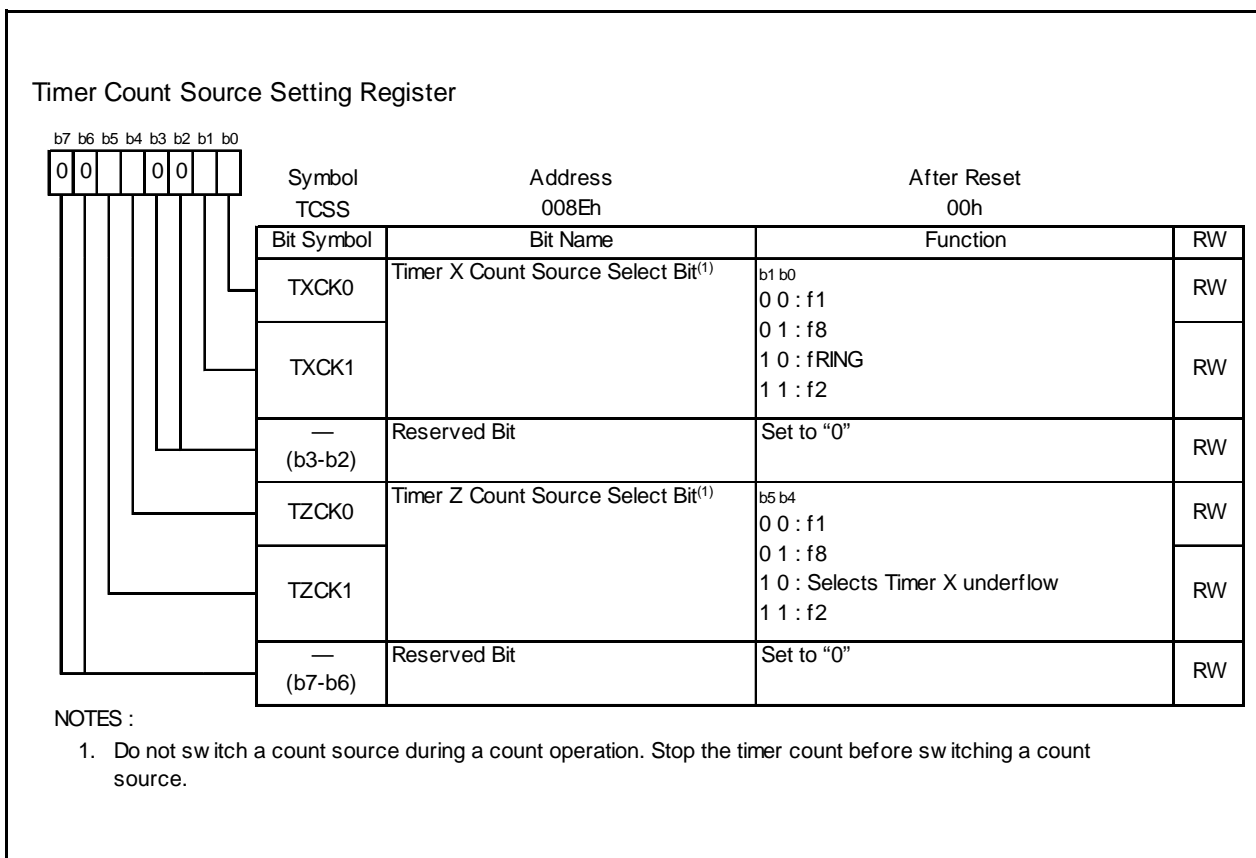 Timer Count Source Setting Register
b7 b6 b5 b4 b3 b2 b1 b0
0 0 0 0
Symbol Address After Reset
TCSS 008Eh 00h
Bit Symbol Bit Name Function RW
TXCK0 Timer X Count Source Select Bit(1) b1 b0 RW
0 0 : f1
0 1 : f8
TXCK1 1 0 : fRING RW
1 1 : f2
— Reserved Bit Set to “0” RW
(b3-b2)
TZCK0 Timer Z Count Source Select Bit(1) b5 b4 RW
0 0 : f1
0 1 : f8
TZCK1 1 0 : Selects Timer X underflow RW
1 1 : f2
— Reserved Bit Set to “0” RW
(b7-b6)
NOTES :
1. Do not switch a count source during a count operation. Stop the timer count before switching a count
source.